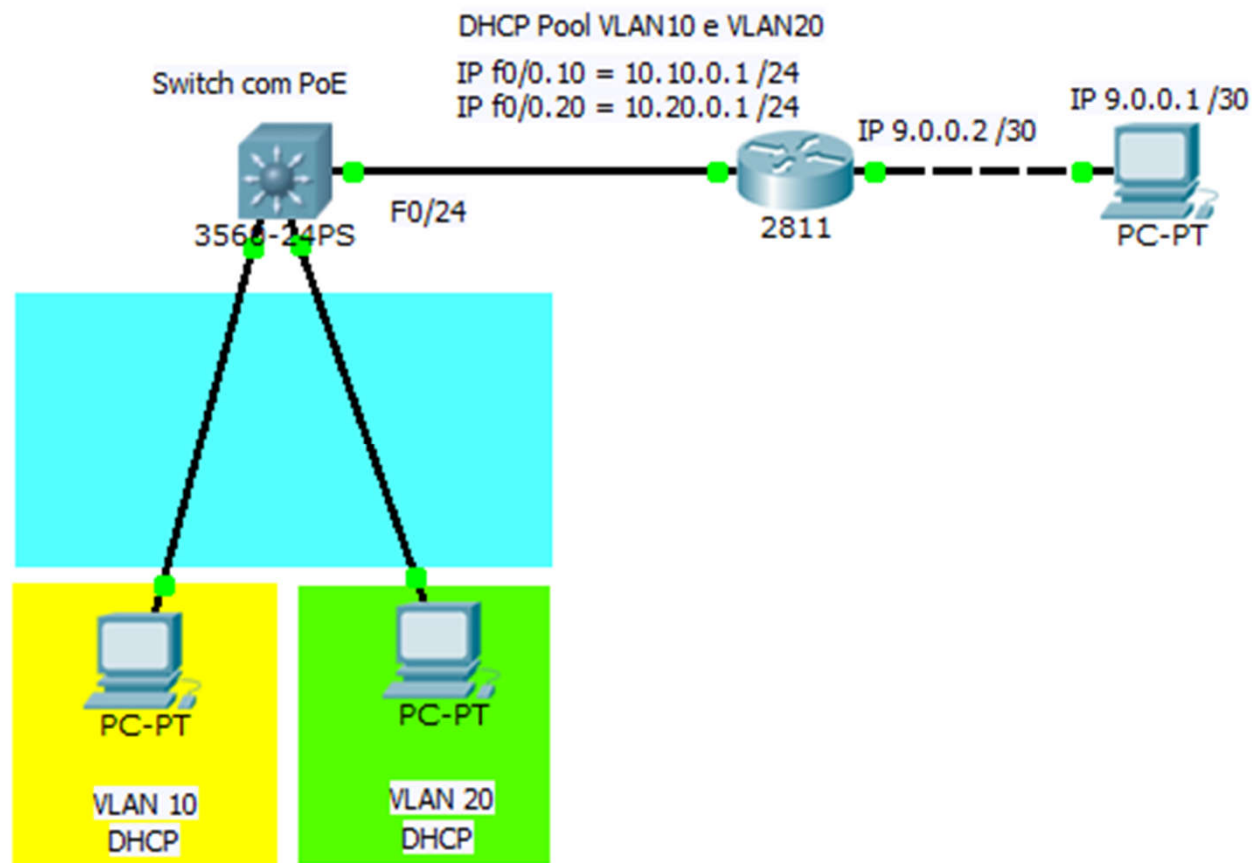 DHCP Pool VLAN10 e VLAN20
Switch com PoE
IP f0/0.10 = 10.10.0.1 /24
IP f0/0.20 = 10.20.0.1 /24
IP 9.0.0.1 /30
IP 9.0.0.2 /30
F0/24
3560-24PS
2811
PC-PT
PC-PT
PC-PT
VLAN 10
DHCP
VLAN 20
DHCP